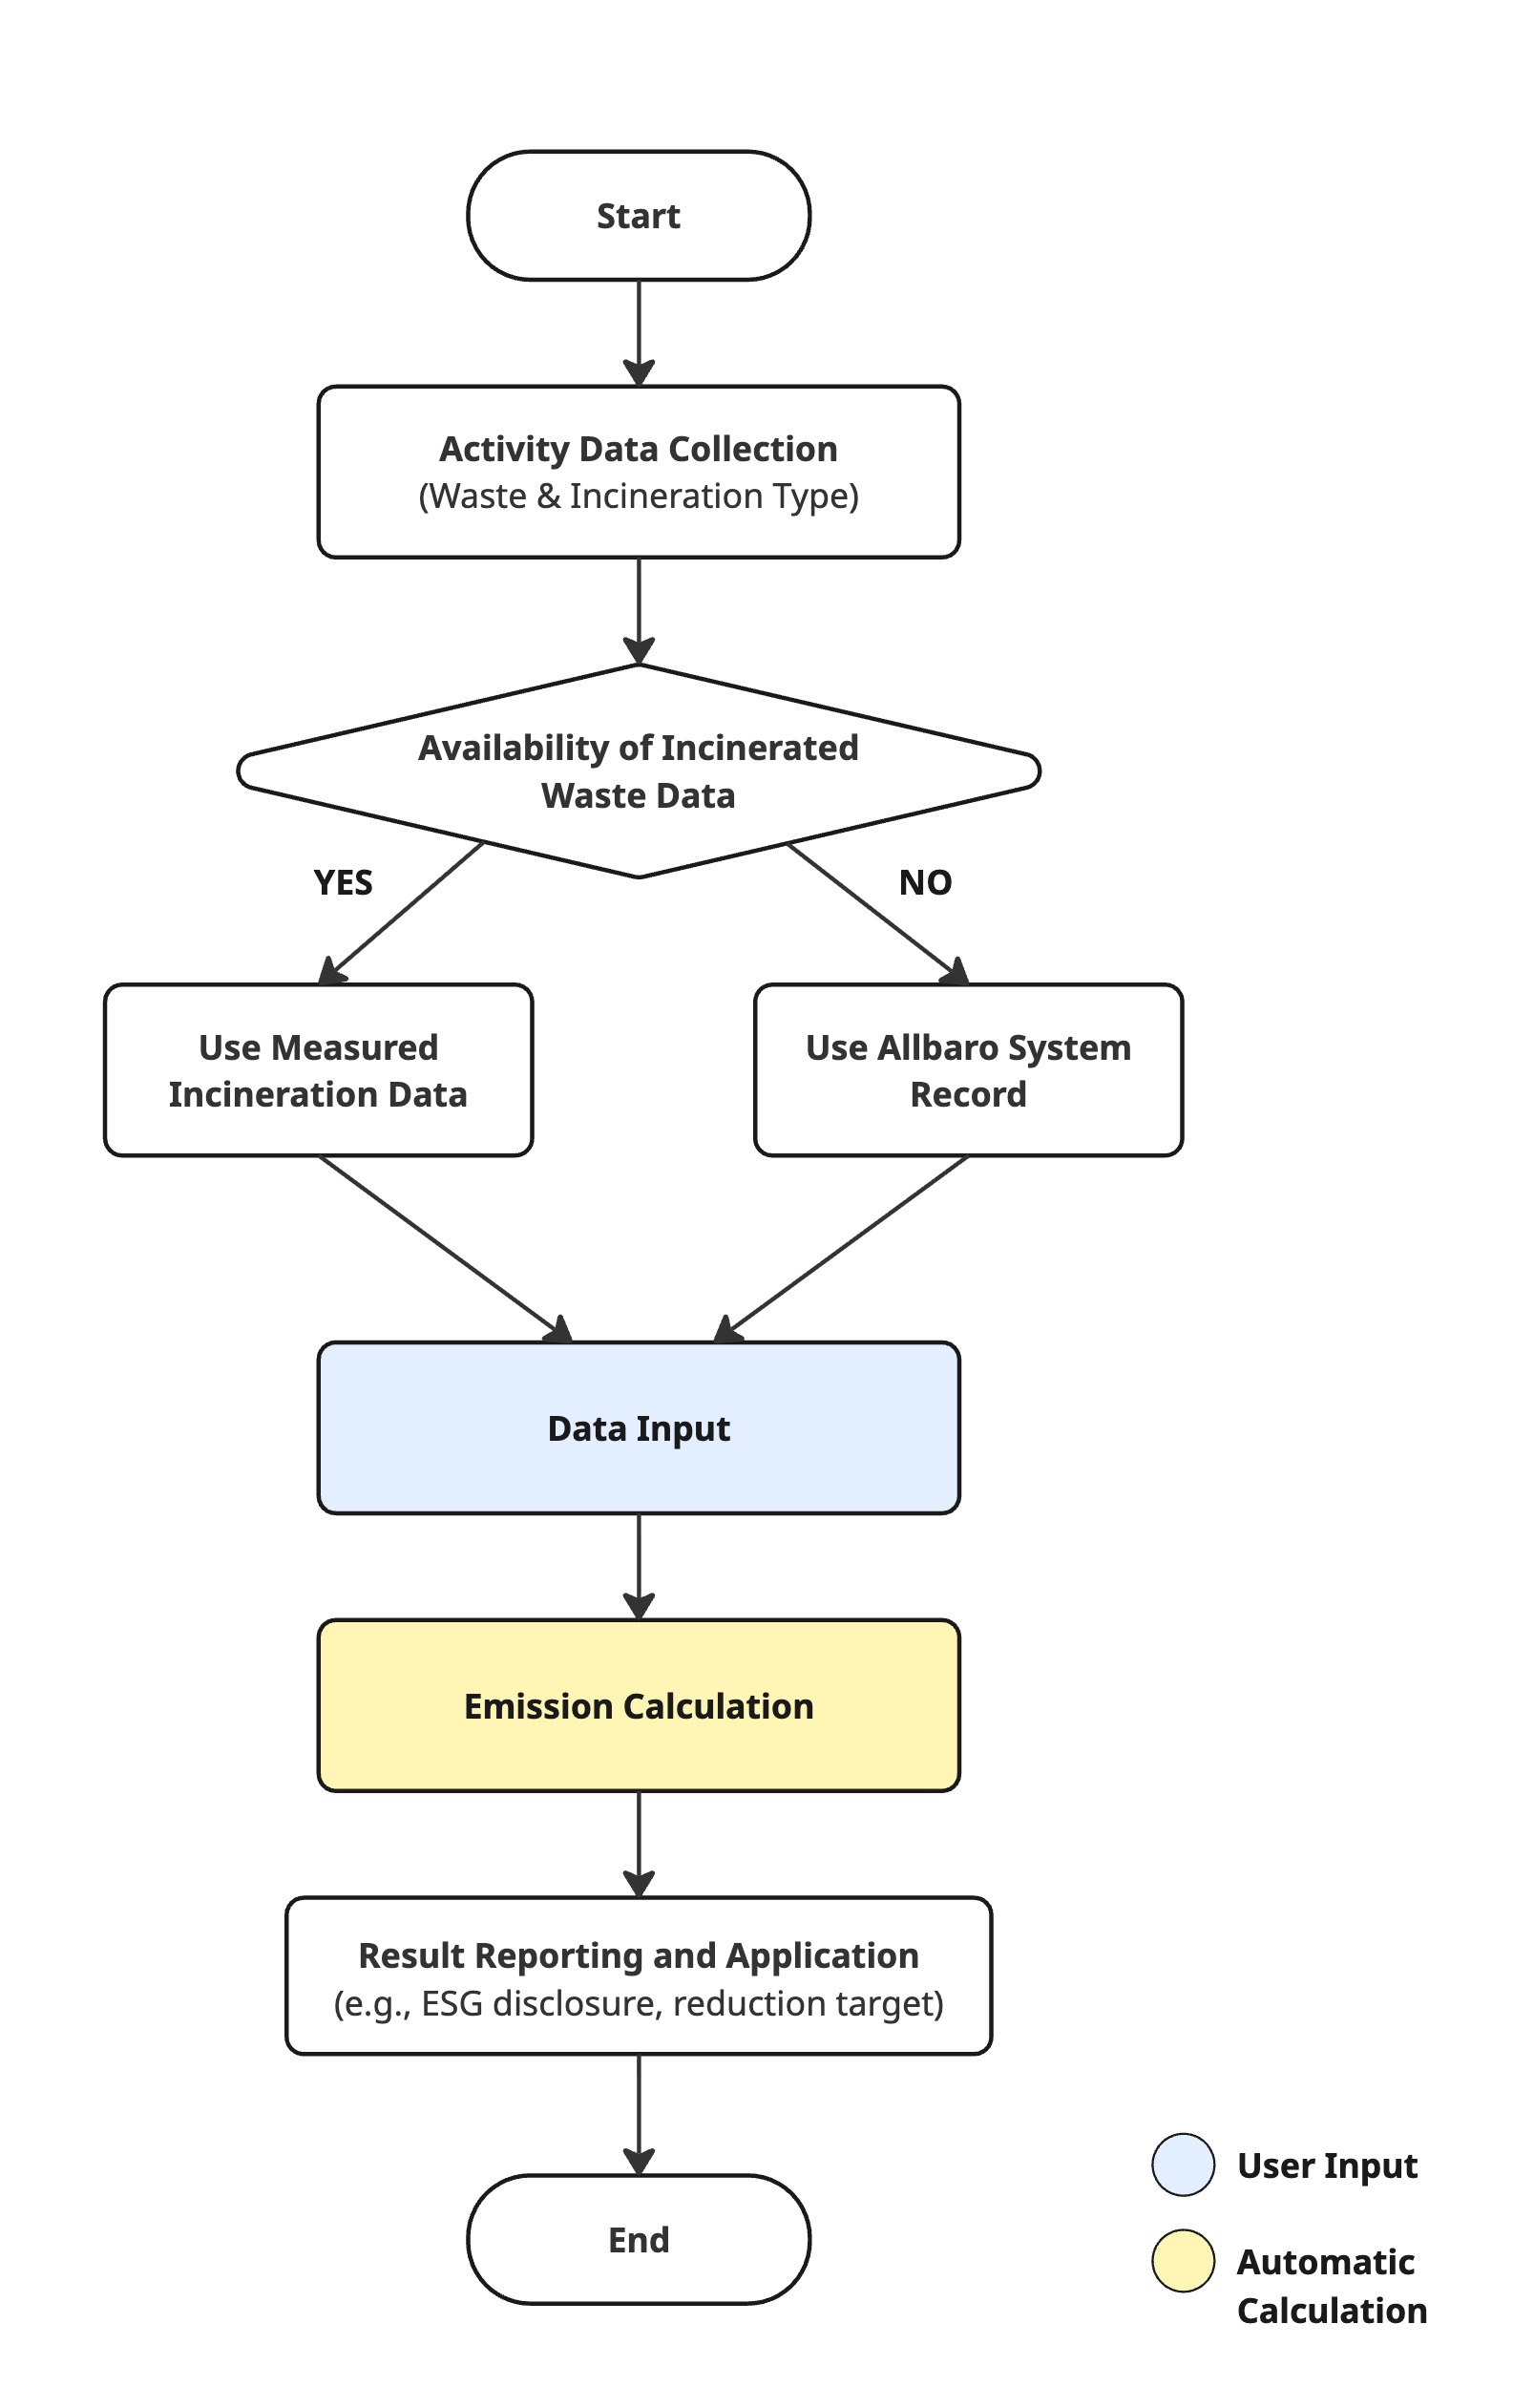 Start
Activity Data Collection
(Waste & Incineration Type)
Availability of Incinerated
Waste Data
YES
NO
Use Measured
Incineration Data
Use Allbaro System
Record
Data Input
Emission Calculation
Result Reporting and Application
(e.g., ESG disclosure, reduction target)
End
User Input
Automatic
Calculation